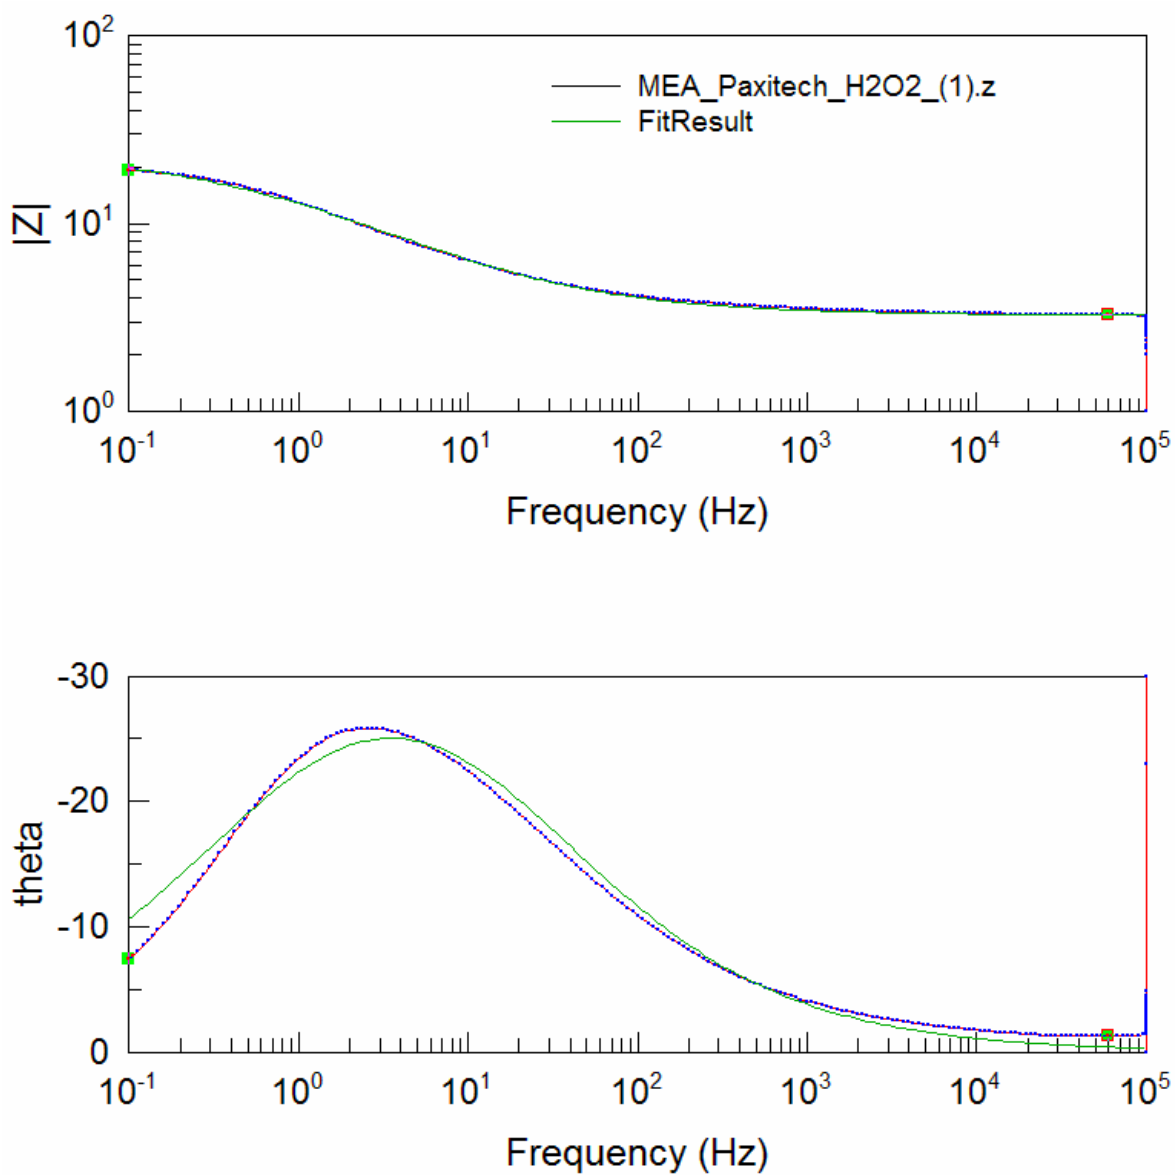 10²
MEA_Paxitech_H2O2_(1).z
FitResult
|Z|
10¹
10⁰
10⁻¹ 10⁰ 10¹ 10² 10³ 10⁴ 10⁵
Frequency (Hz)
-30
-20
theta
-10
0
10⁻¹ 10⁰ 10¹ 10² 10³ 10⁴ 10⁵
Frequency (Hz)